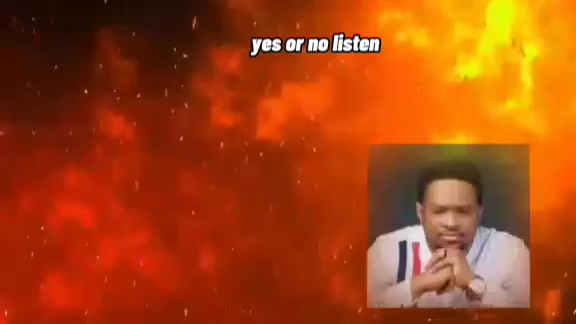 yes or no listen